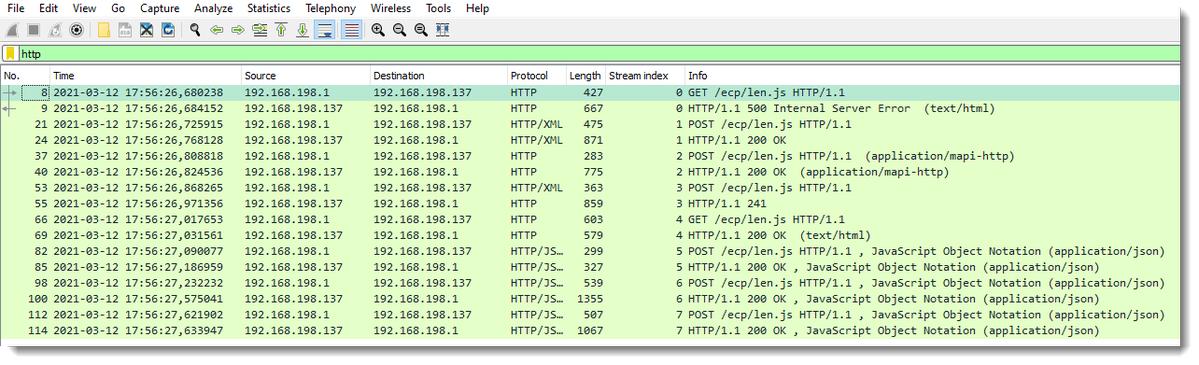 File Edit View Go Capture Analyze Statistics Telephony Wireless Tools Help
http
No. Time Source Destination Protocol Length Stream index Info
8 2021-03-12 17:56:26,680238 192.168.198.1 192.168.198.137 HTTP 427 0 GET /ecp/len.js HTTP/1.1
9 2021-03-12 17:56:26,684152 192.168.198.137 192.168.198.1 HTTP 667 0 HTTP/1.1 500 Internal Server Error (text/html)
21 2021-03-12 17:56:26,725915 192.168.198.1 192.168.198.137 HTTP/XML 475 1 POST /ecp/len.js HTTP/1.1
24 2021-03-12 17:56:26,768128 192.168.198.137 192.168.198.1 HTTP/XML 871 1 HTTP/1.1 200 OK
37 2021-03-12 17:56:26,808818 192.168.198.1 192.168.198.137 HTTP 283 2 POST /ecp/len.js HTTP/1.1 (application/mapi-http)
40 2021-03-12 17:56:26,824536 192.168.198.137 192.168.198.1 HTTP 775 2 HTTP/1.1 200 OK (application/mapi-http)
53 2021-03-12 17:56:26,868265 192.168.198.1 192.168.198.137 HTTP/XML 363 3 POST /ecp/len.js HTTP/1.1
55 2021-03-12 17:56:26,971356 192.168.198.137 192.168.198.1 HTTP 859 3 HTTP/1.1 241
66 2021-03-12 17:56:27,017653 192.168.198.1 192.168.198.137 HTTP 603 4 GET /ecp/len.js HTTP/1.1
69 2021-03-12 17:56:27,031561 192.168.198.137 192.168.198.1 HTTP 579 4 HTTP/1.1 200 OK (text/html)
82 2021-03-12 17:56:27,090077 192.168.198.1 192.168.198.137 HTTP/JS… 299 5 POST /ecp/len.js HTTP/1.1 , JavaScript Object Notation (application/json)
85 2021-03-12 17:56:27,186959 192.168.198.137 192.168.198.1 HTTP/JS… 327 5 HTTP/1.1 200 OK , JavaScript Object Notation (application/json)
98 2021-03-12 17:56:27,232232 192.168.198.1 192.168.198.137 HTTP/JS… 539 6 POST /ecp/len.js HTTP/1.1 , JavaScript Object Notation (application/json)
100 2021-03-12 17:56:27,575041 192.168.198.137 192.168.198.1 HTTP/JS… 1355 6 HTTP/1.1 200 OK , JavaScript Object Notation (application/json)
112 2021-03-12 17:56:27,621902 192.168.198.1 192.168.198.137 HTTP/JS… 507 7 POST /ecp/len.js HTTP/1.1 , JavaScript Object Notation (application/json)
114 2021-03-12 17:56:27,633947 192.168.198.137 192.168.198.1 HTTP/JS… 1067 7 HTTP/1.1 200 OK , JavaScript Object Notation (application/json)